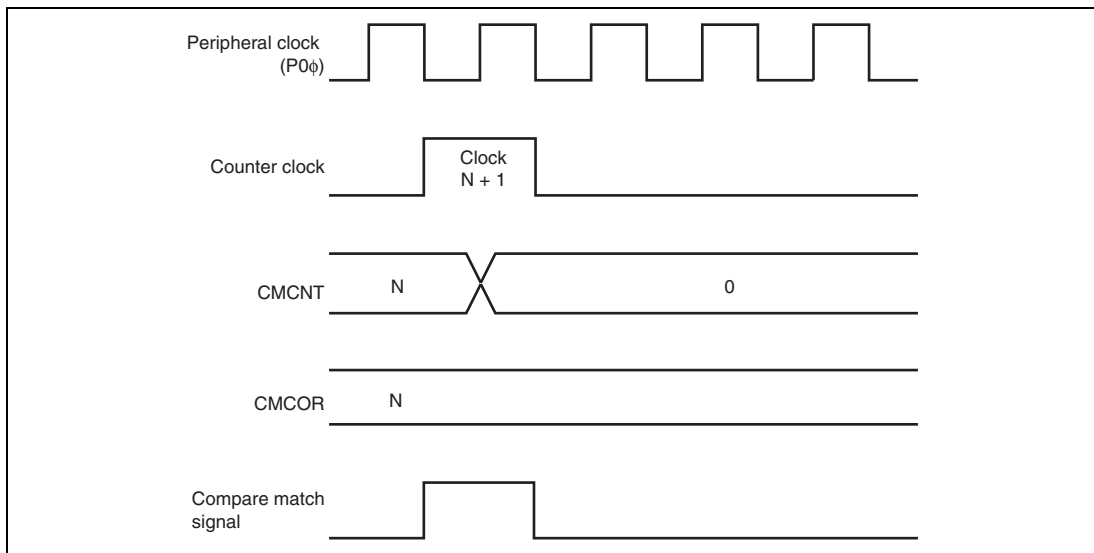 Peripheral clock
(P0ϕ)
Counter clock
Clock
N + 1
CMCNT
N
0
CMCOR
N
Compare match
signal